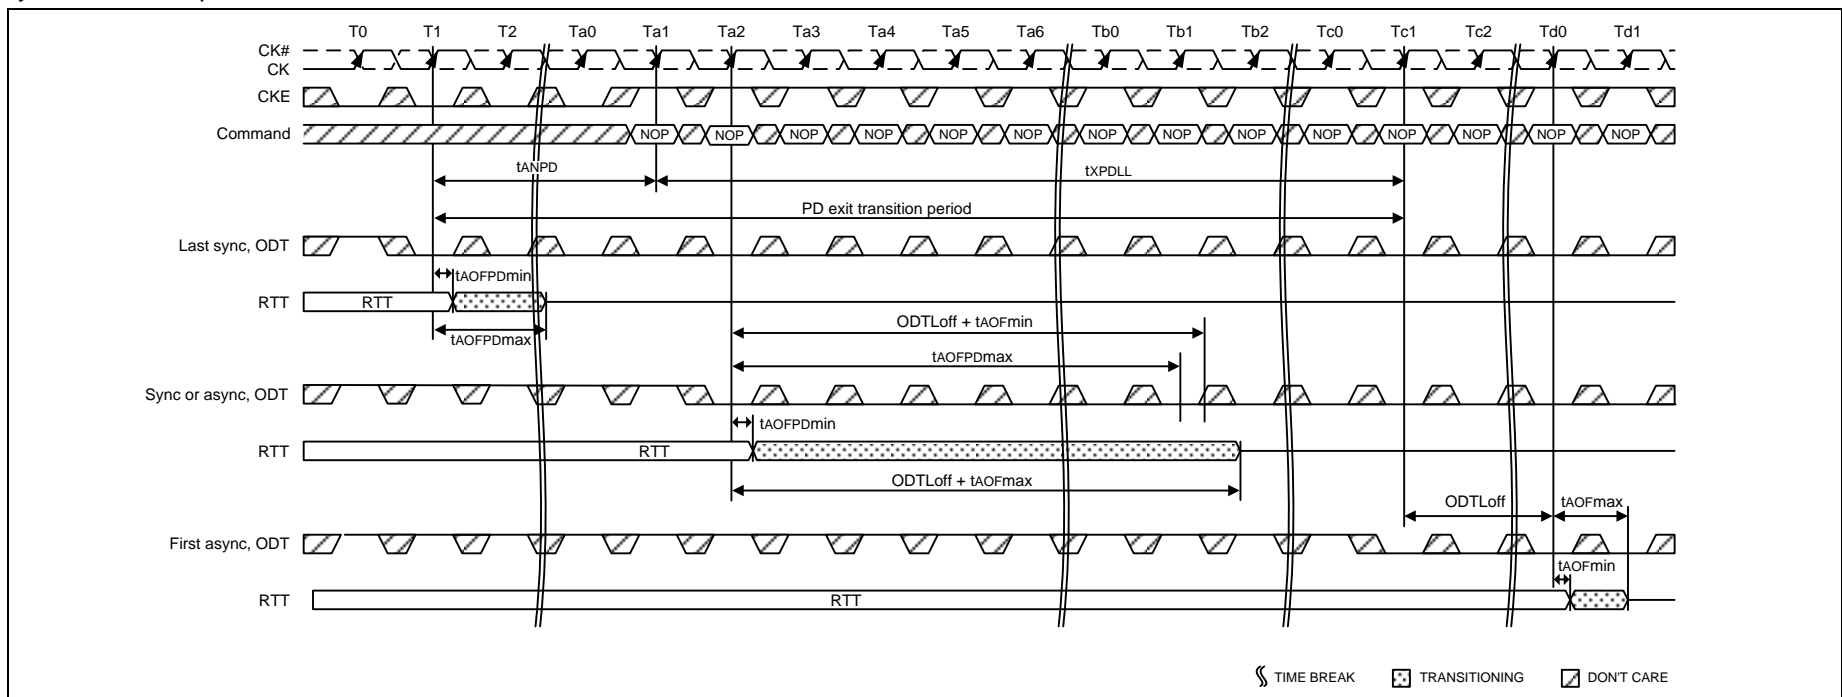 T0 T1 T2 Ta0 Ta1 Ta2 Ta3 Ta4 Ta5 Ta6 Tb0 Tb1 Tb2 Tc0 Tc1 Tc2 Td0 Td1
CK#
CK
CKE
Command NOP NOP NOP NOP NOP NOP NOP NOP NOP NOP NOP NOP NOP NOP
tANPD tXPDLL
PD exit transition period
Last sync, ODT
tAOFPDmin
RTT RTT
tAOFPDmax
ODTLoff + tAOFmin
tAOFPDmax
Sync or async, ODT
tAOFPDmin
RTT RTT
ODTLoff + tAOFmax
ODTLoff tAOFmax
First async, ODT
tAOFmin
RTT RTT
TIME BREAK TRANSITIONING DON'T CARE